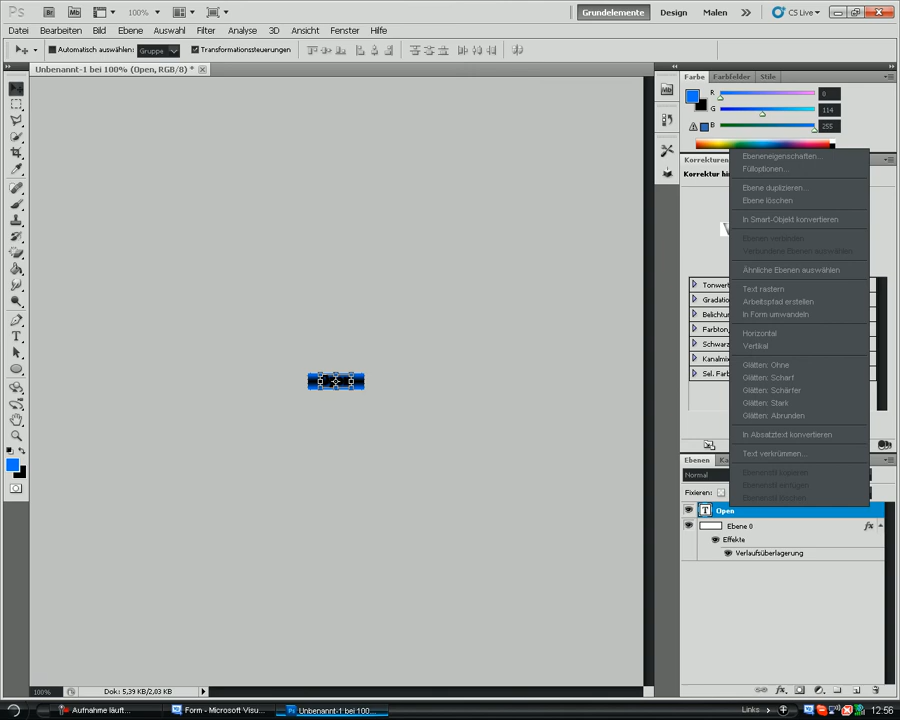 Ps Br Mb 100% Grundelemente Design Malen CS Live
Datei Bearbeiten Bild Ebene Auswahl Filter Analyse 3D Ansicht Fenster Hilfe
Automatisch auswählen: Gruppe Transformationssteuerungen
Unbenannt-1 bei 100% (Open, RGB/8) *
Farbe Farbfelder Stile
R 0
G 114
B 255
Korrekturen
Korrektur hin
Ebeneneigenschaften...
Fülloptionen...
Ebene duplizieren...
Ebene löschen
In Smart-Objekt konvertieren
Ebenen verbinden
Verbundene Ebenen auswählen
Ähnliche Ebenen auswählen
Text rastern
Arbeitspfad erstellen
In Form umwandeln
Horizontal
Vertikal
Glätten: Ohne
Glätten: Scharf
Glätten: Schärfer
Glätten: Stark
Glätten: Abrunden
In Absatztext konvertieren
Text verkrümmen...
Ebenenstil kopieren
Ebenenstil einfügen
Ebenenstil löschen
Tonwert
Gradatio
Belichtu
Farbton,
Schwarz
Kanalmix
Sel. Farb
Ebenen Ka
Normal
Fixieren:
T Open
Ebene 0 fx
Effekte
Verlaufsüberlagerung
100% Dok: 5,39 KB/2,03 KB
Aufnahme läuft... Form - Microsoft Visu... Unbenannt-1 bei 100... Links 12:56